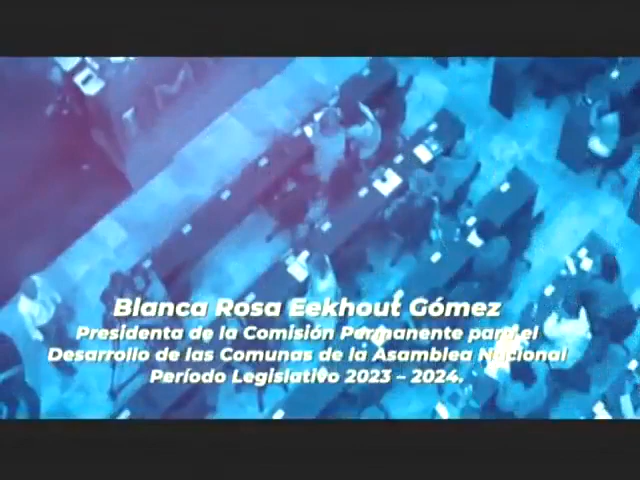 Blanca Rosa Eekhout Gómez
Presidenta de la Comisión Permanente para el
Desarrollo de las Comunas de la Asamblea Nacional
Período Legislativo 2023 – 2024.